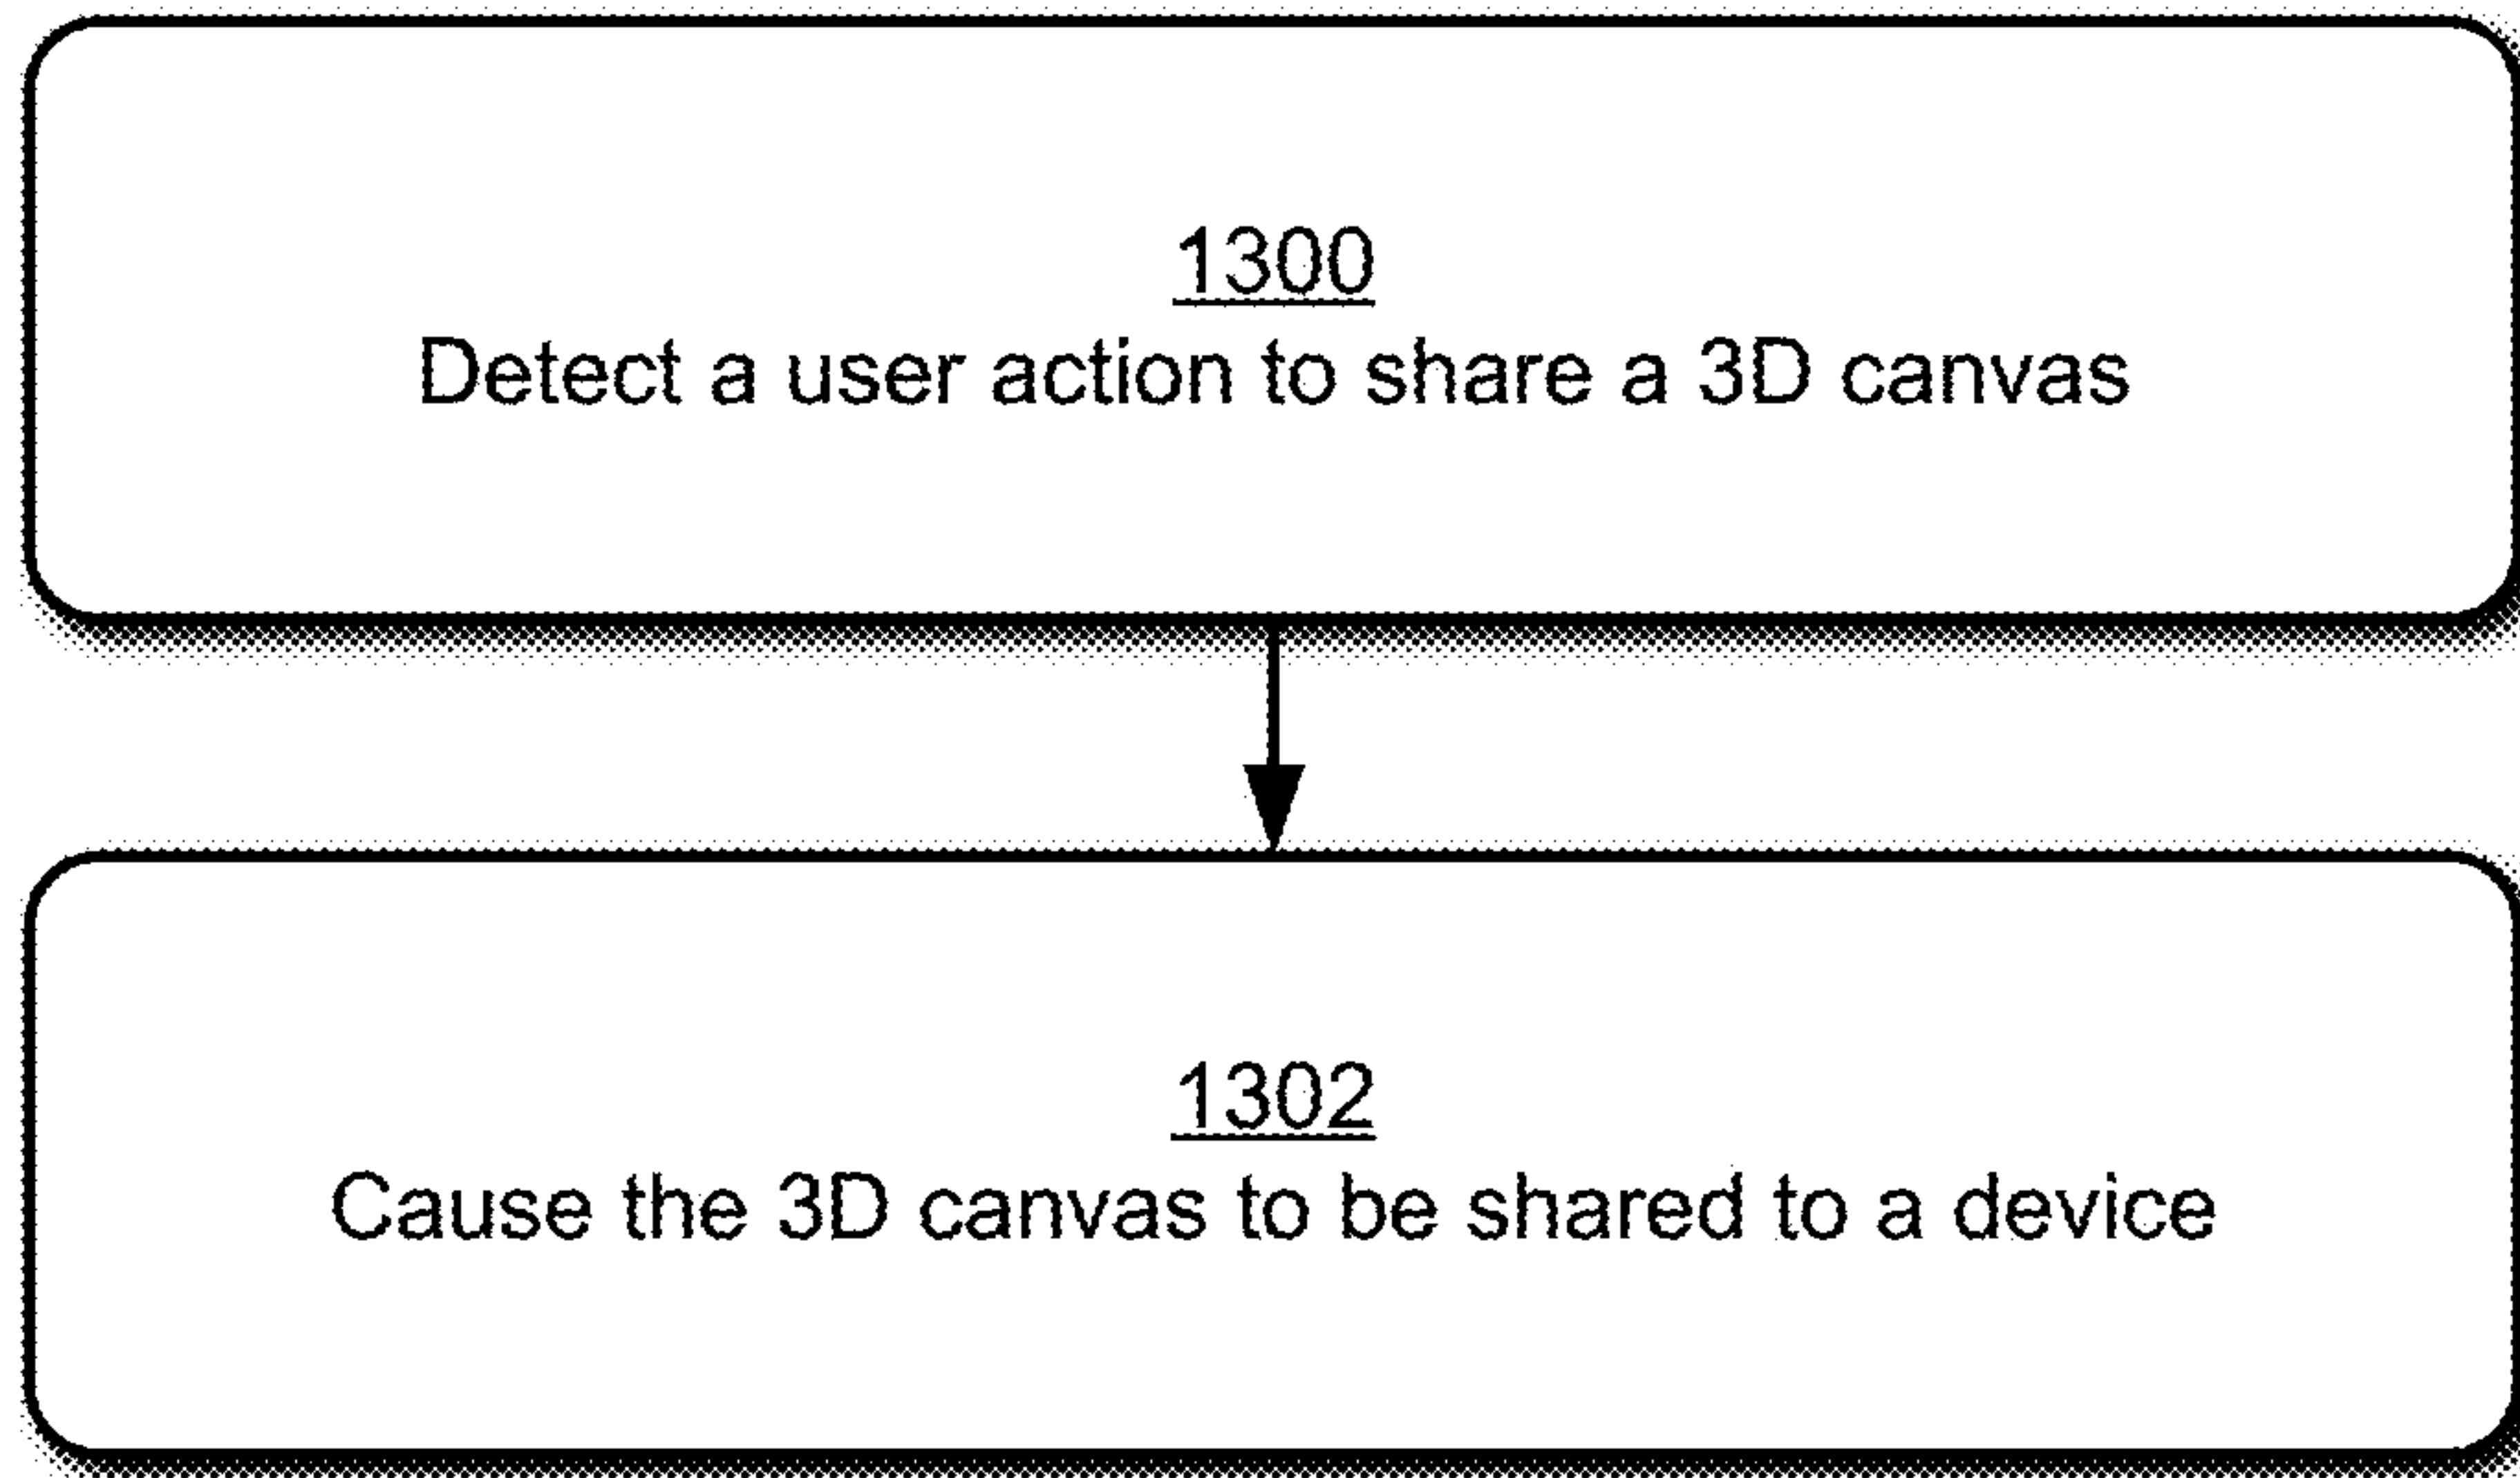 1300
Detect a user action to share a 3D canvas
1302
Cause the 3D canvas to be shared to a device